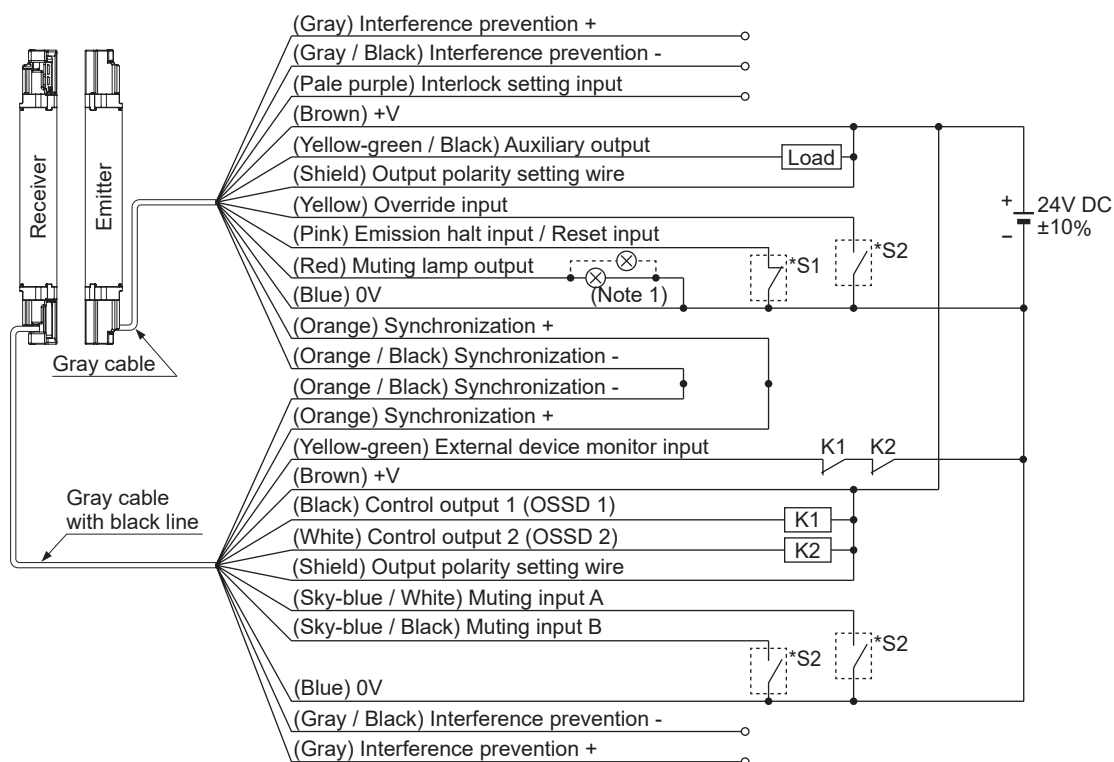 (Gray) Interference prevention +
(Gray / Black) Interference prevention -
(Pale purple) Interlock setting input
(Brown) +V
(Yellow-green / Black) Auxiliary output
Load
(Shield) Output polarity setting wire
(Yellow) Override input
+
−
24V DC
±10%
(Pink) Emission halt input / Reset input
*S1
*S2
(Red) Muting lamp output
(Note 1)
(Blue) 0V
Receiver
Emitter
Gray cable
(Orange) Synchronization +
(Orange / Black) Synchronization -
(Orange / Black) Synchronization -
(Orange) Synchronization +
(Yellow-green) External device monitor input
K1
K2
(Brown) +V
Gray cable
with black line
(Black) Control output 1 (OSSD 1)
K1
(White) Control output 2 (OSSD 2)
K2
(Shield) Output polarity setting wire
(Sky-blue / White) Muting input A
(Sky-blue / Black) Muting input B
*S2
*S2
(Blue) 0V
(Gray / Black) Interference prevention -
(Gray) Interference prevention +